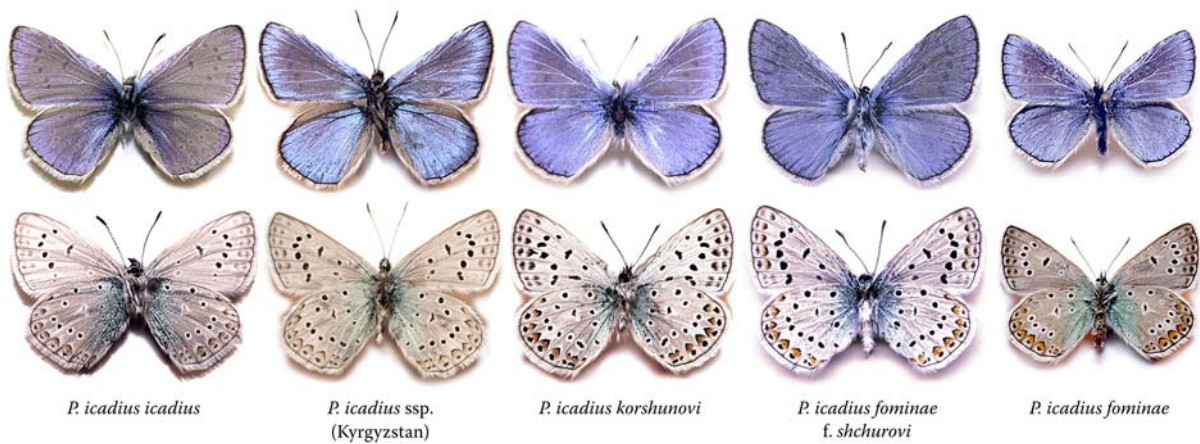 P. icadius icadius
P. icadius ssp.
(Kyrgyzstan)
P. icadius korshunovi
P. icadius fominae
f. shchurovi
P. icadius fominae